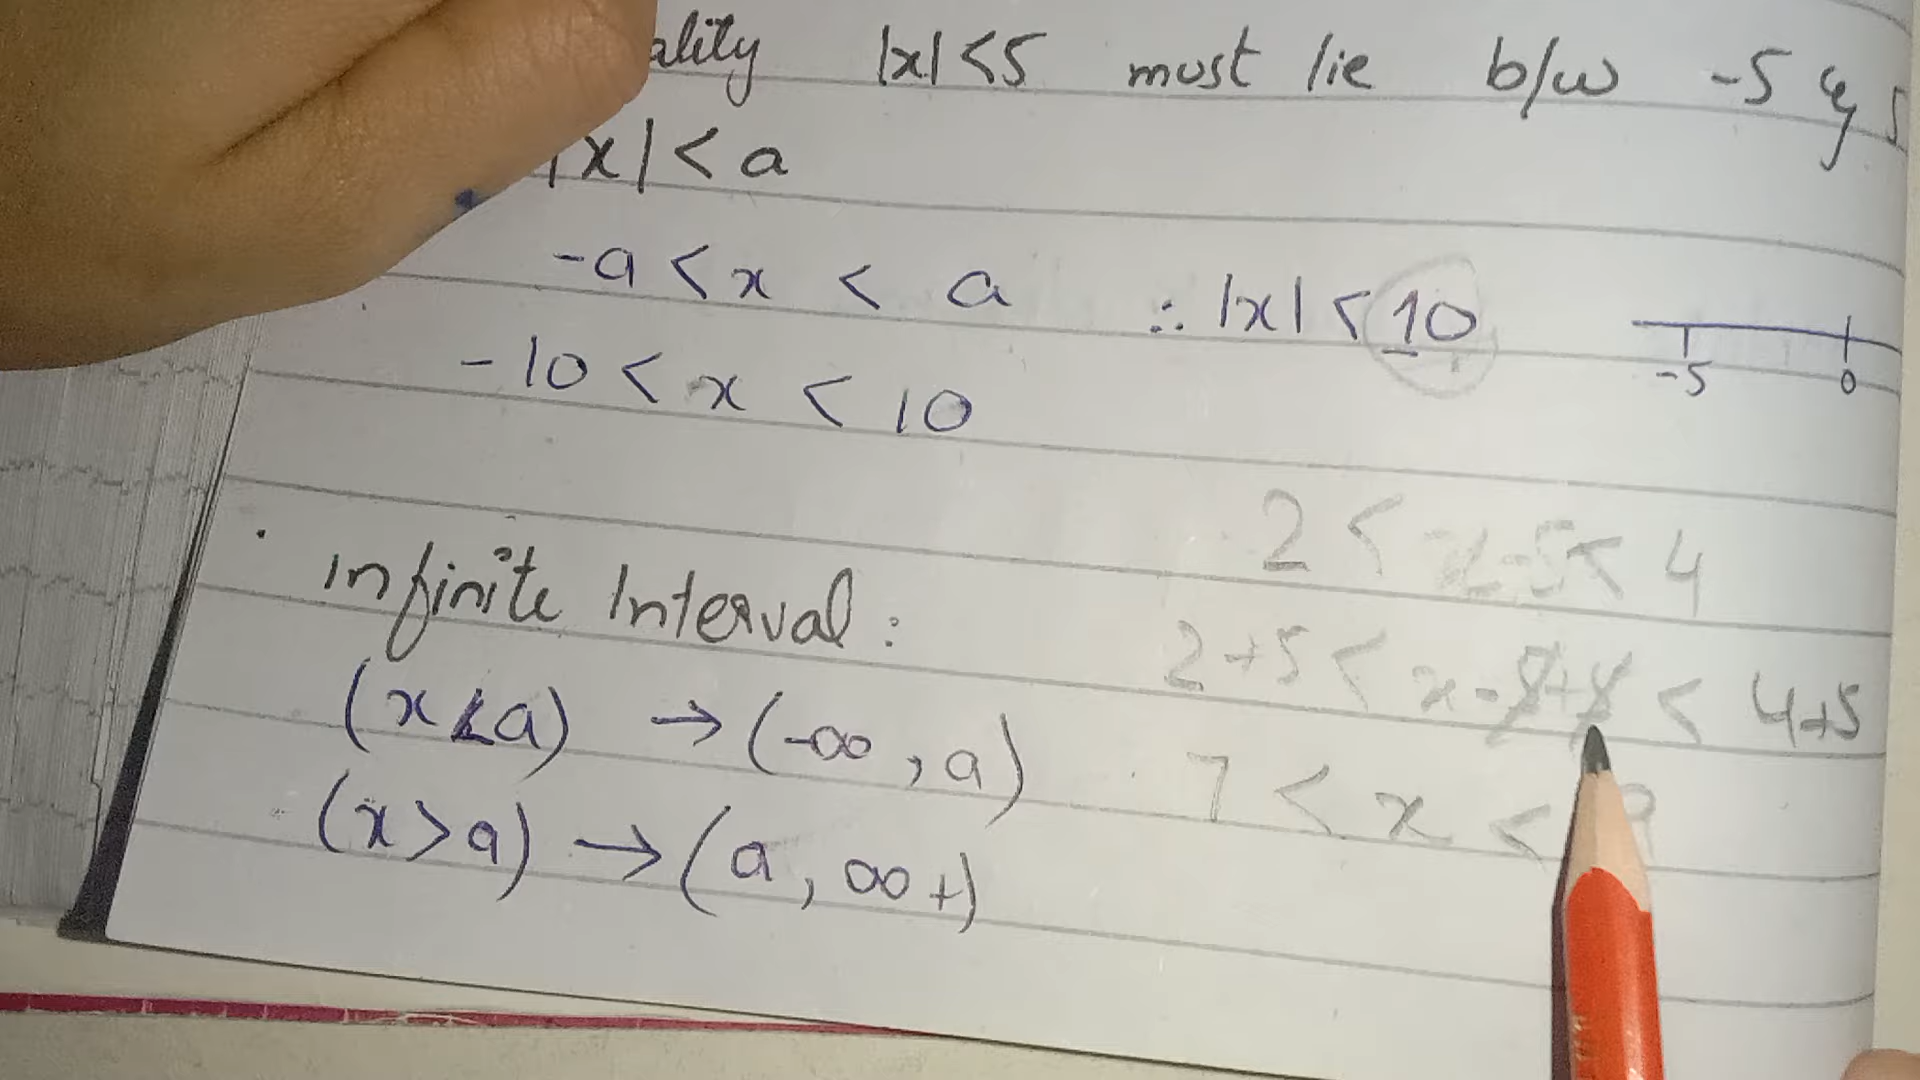 ality |x| < 5 must lie b/w -5 & 5
|x| < a
-a < x < a ∴ |x| < 10
-5 0
-10 < x < 10
2 < x-5 < 4
infinite Interval :
2+5 < x-5+5 < 4+5
(x < a) → (-∞, a)
7 < x < 9
(x > a) → (a, ∞+)